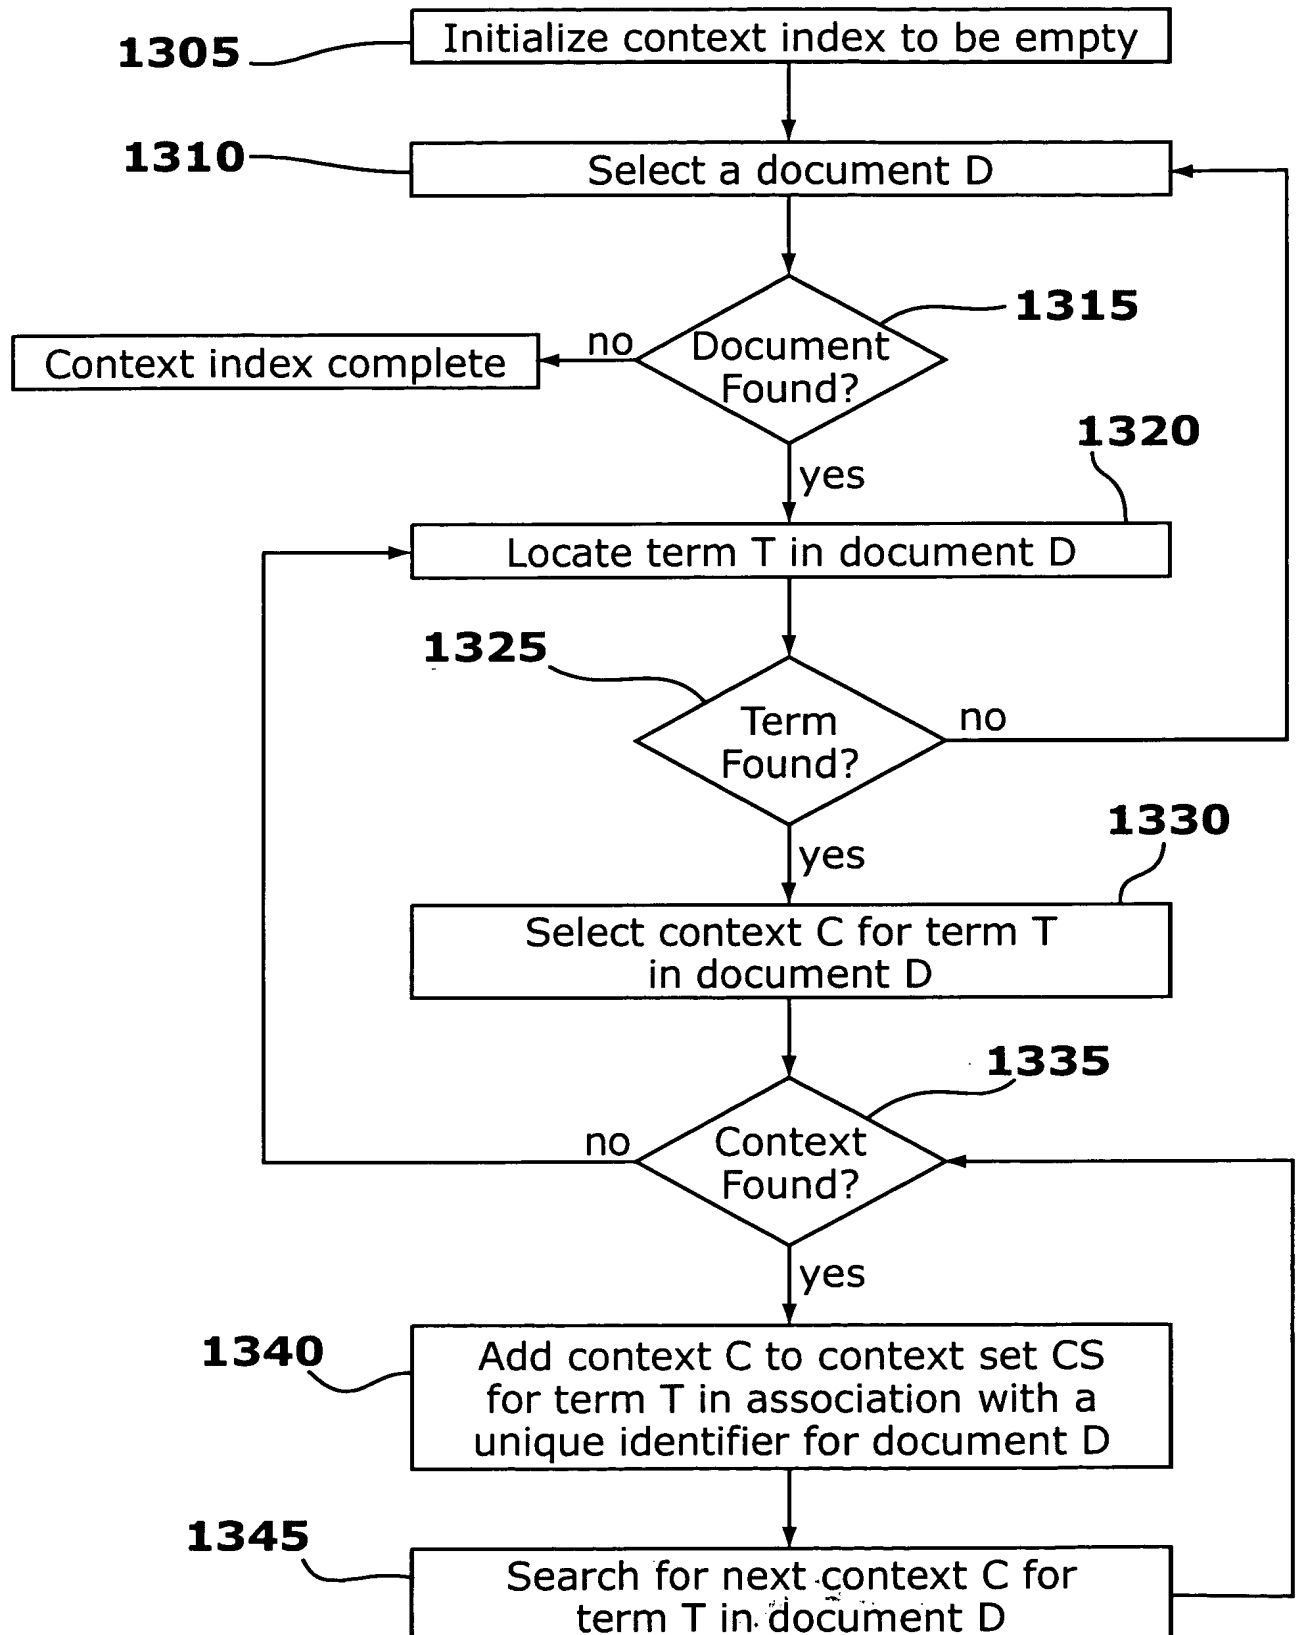 1305
Initialize context index to be empty
1310
Select a document D
1315
Document
Found?
no
Context index complete
yes
1320
Locate term T in document D
1325
Term
Found?
no
yes
1330
Select context C for term T
in document D
1335
Context
Found?
no
yes
1340
Add context C to context set CS
for term T in association with a
unique identifier for document D
1345
Search for next context C for
term T in document D